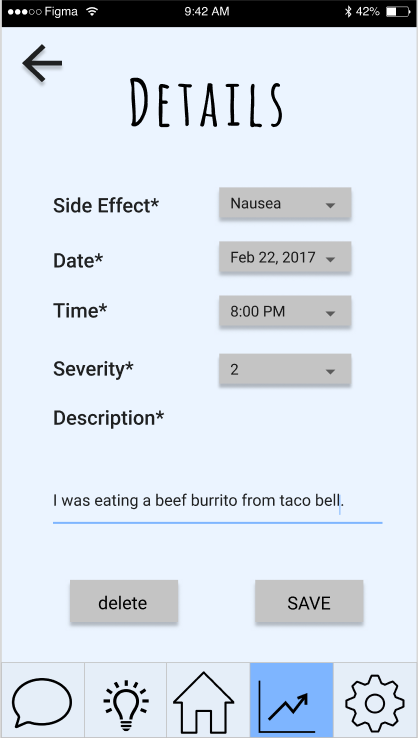 Figma 9:42 AM 42%
DETAILS
Side Effect* Nausea
Date* Feb 22, 2017
Time* 8:00 PM
Severity* 2
Description*
I was eating a beef burrito from taco bell.
delete SAVE